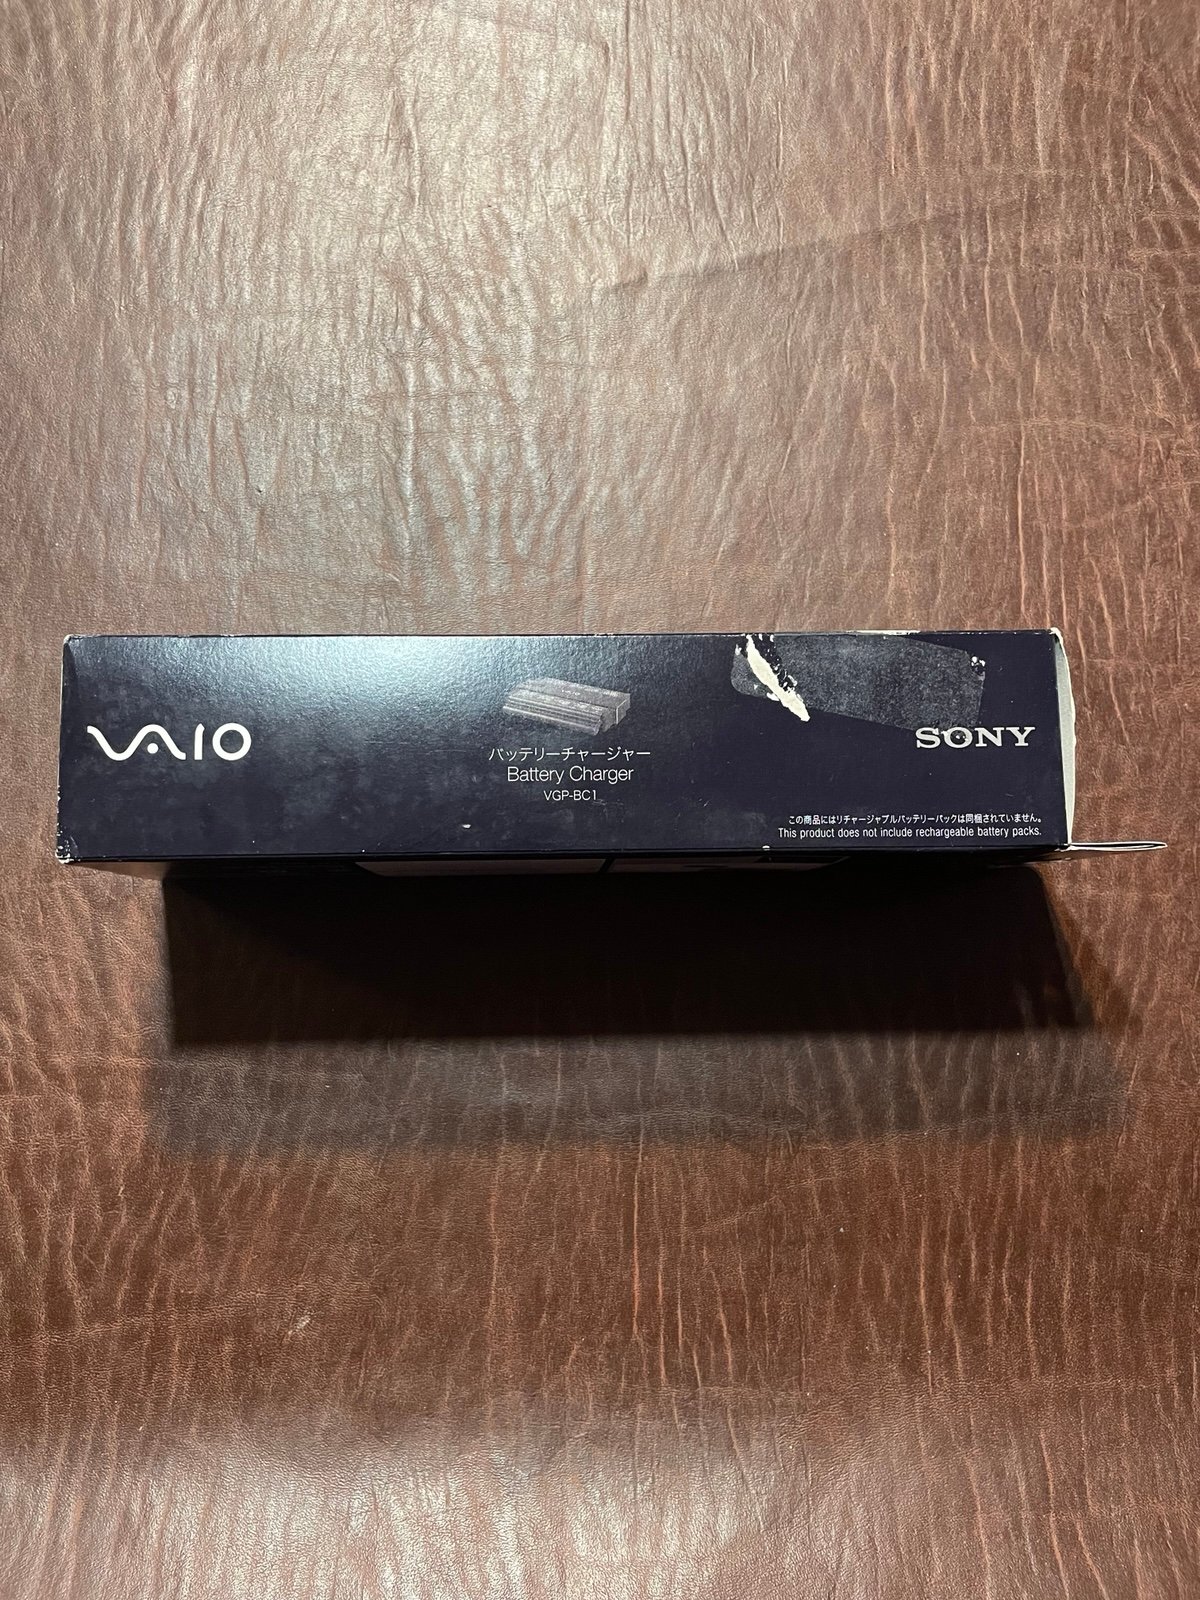 VAIO
バッテリーチャージャー
Battery Charger
VGP-BC1
SONY
この商品にはリチャージャブルバッテリーパックは同梱されていません。
This product does not include rechargeable battery packs.